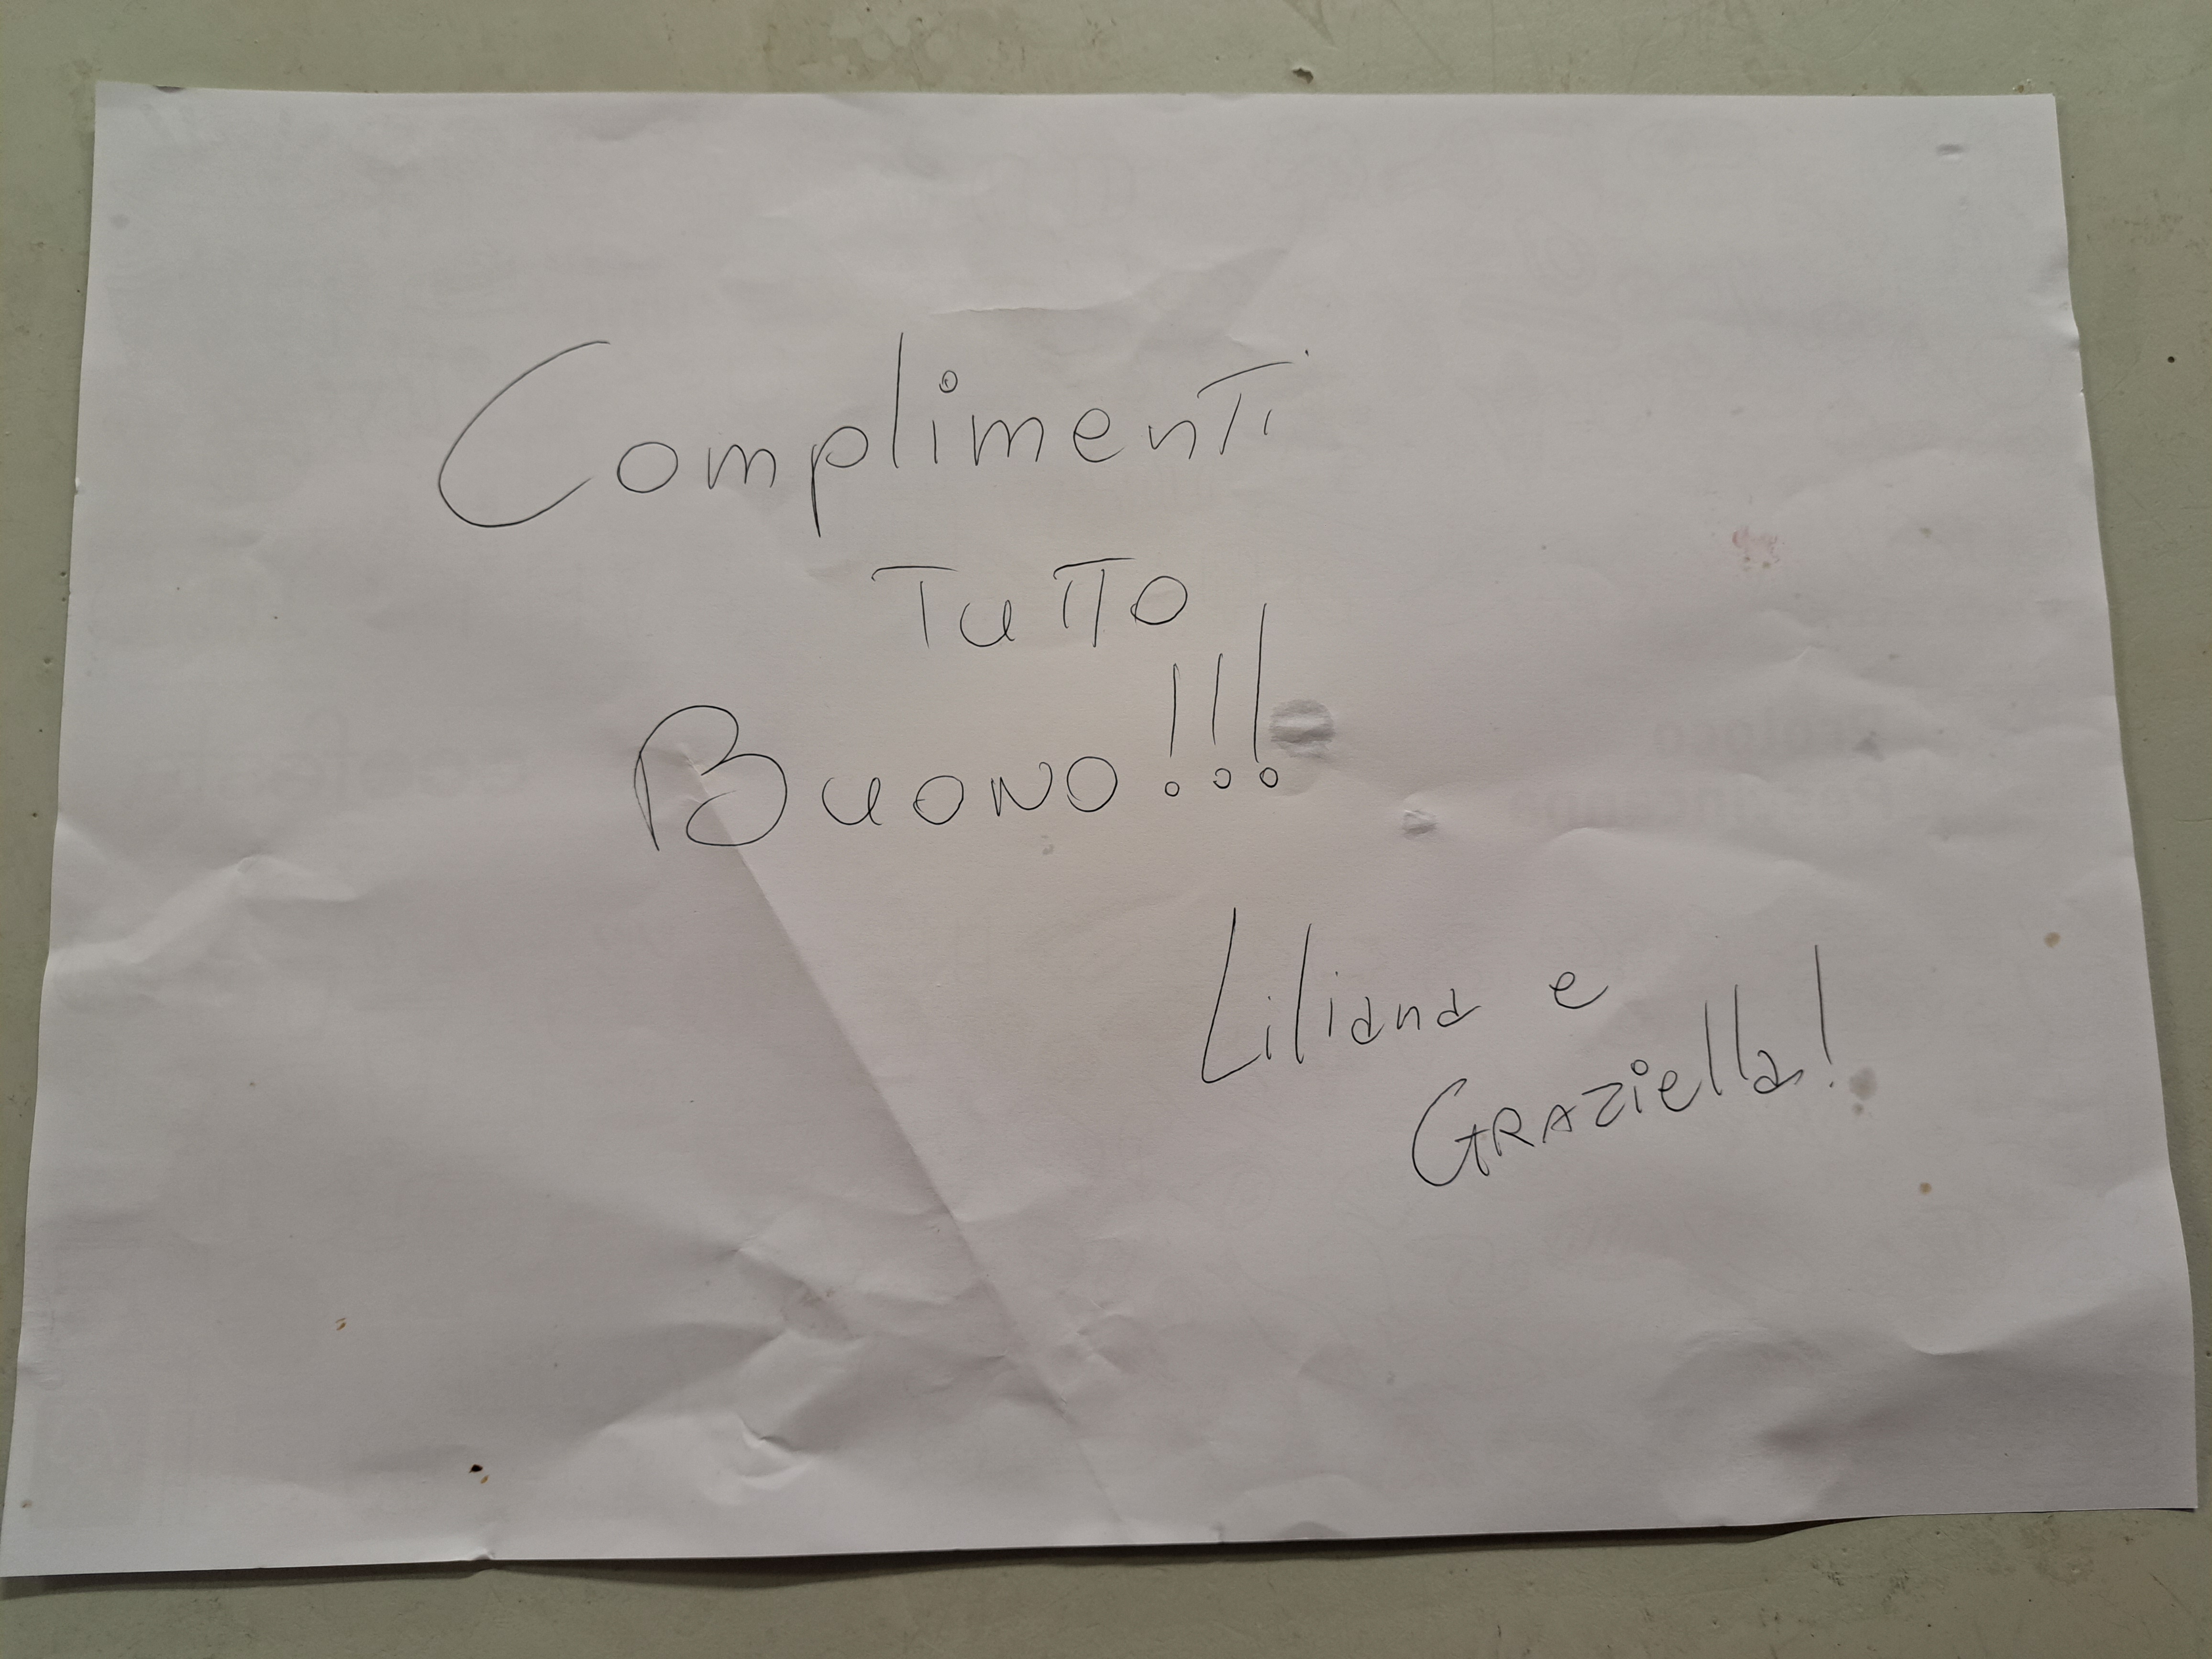 Complimenti
Tutto
Buono!!!
Liliana e
GRAZiella!